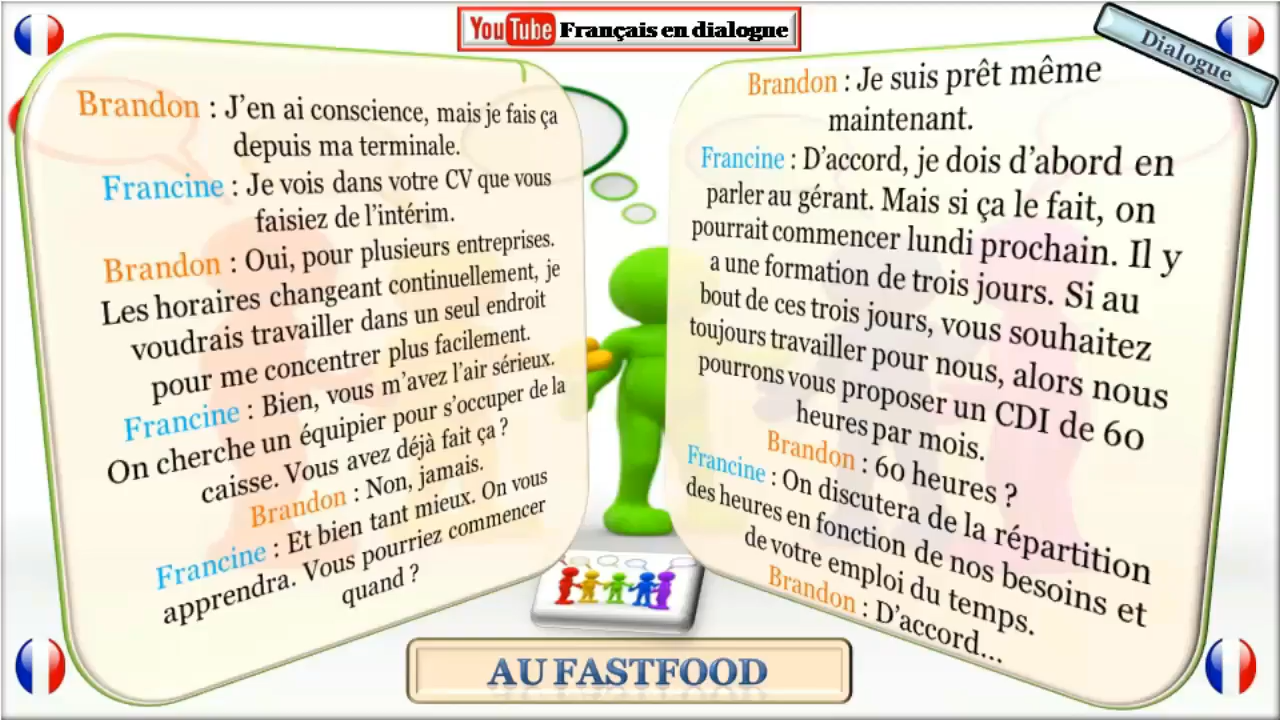 YouTube Français en dialogue
Dialogue
Brandon : J'en ai conscience, mais je fais ça
depuis ma terminale.
Francine : Je vois dans votre CV que vous
faisiez de l'intérim.
Brandon : Oui, pour plusieurs entreprises.
Les horaires changeant continuellement, je
voudrais travailler dans un seul endroit
pour me concentrer plus facilement.
Francine : Bien, vous m'avez l'air sérieux.
On cherche un équipier pour s'occuper de la
caisse. Vous avez déjà fait ça ?
Brandon : Non, jamais.
Francine : Et bien tant mieux. On vous
apprendra. Vous pourriez commencer
quand ?
Brandon : Je suis prêt même
maintenant.
Francine : D'accord, je dois d'abord en
parler au gérant. Mais si ça le fait, on
pourrait commencer lundi prochain. Il y
a une formation de trois jours. Si au
bout de ces trois jours, vous souhaitez
toujours travailler pour nous, alors nous
pourrons vous proposer un CDI de 60
heures par mois.
Brandon : 60 heures ?
Francine : On discutera de la répartition
des heures en fonction de nos besoins et
de votre emploi du temps.
Brandon : D'accord...
AU FASTFOOD